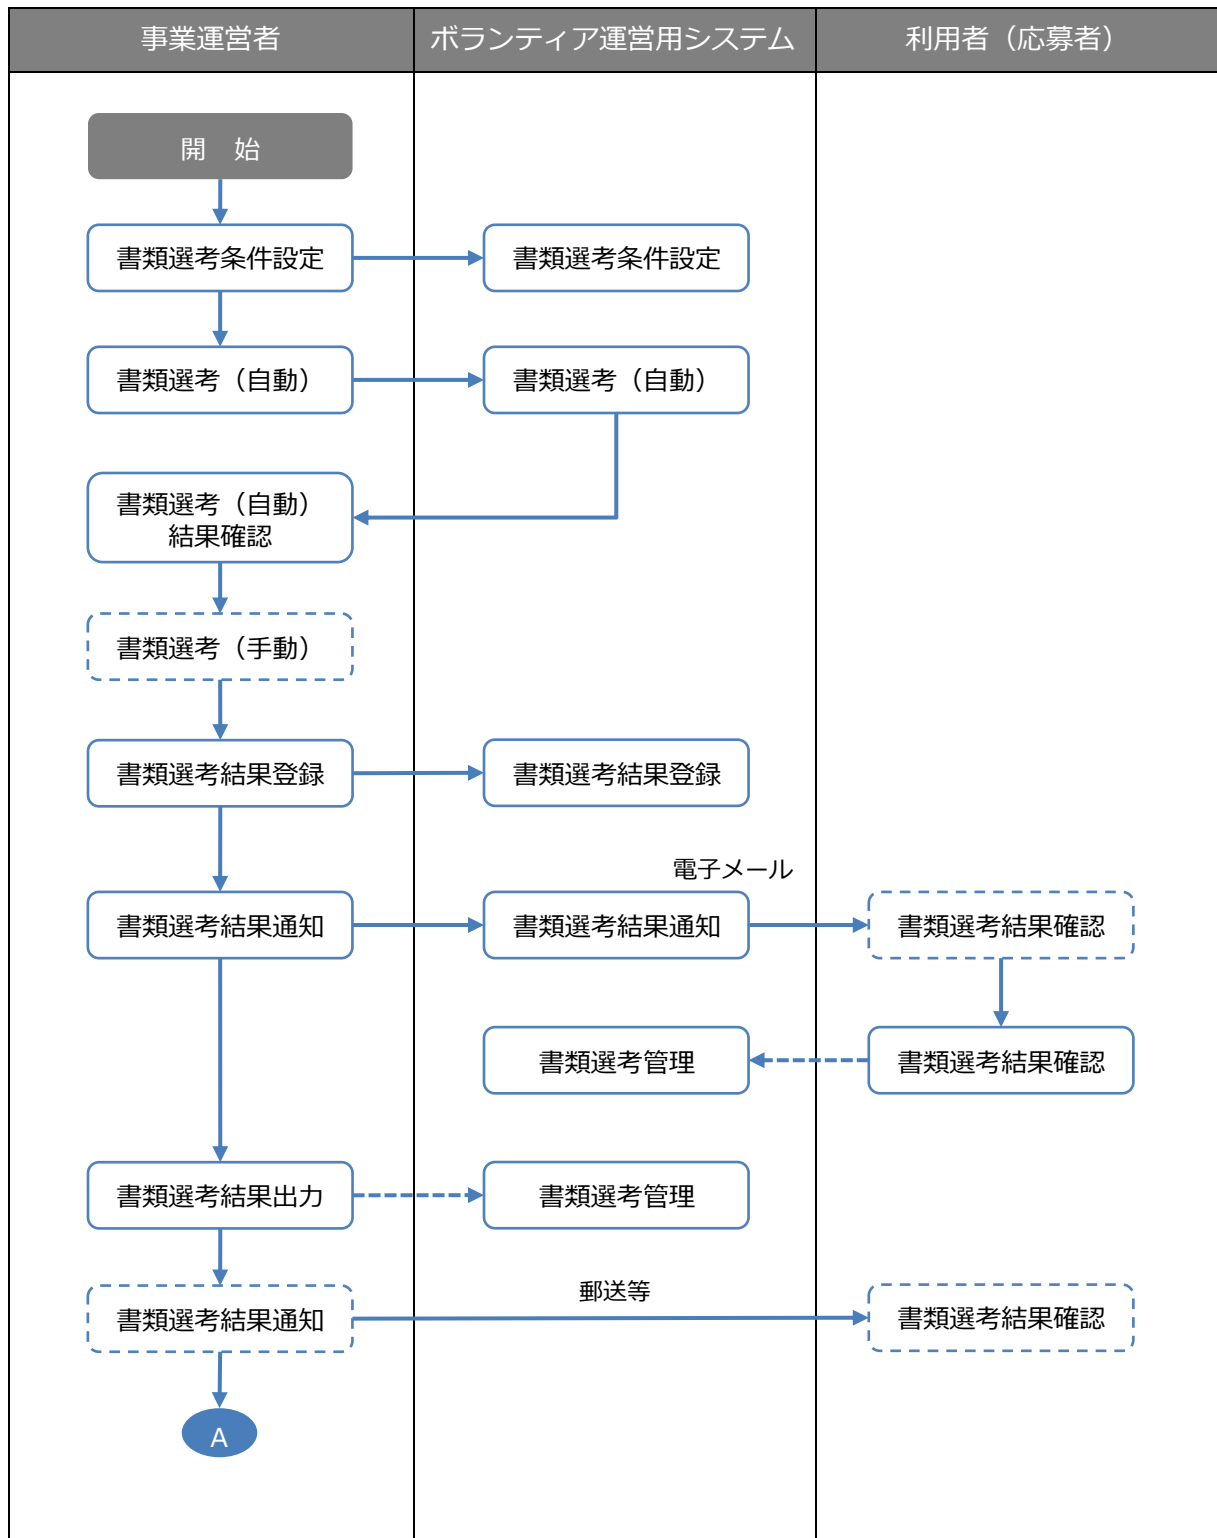 事業運営者
ボランティア運営用システム
利用者（応募者）
開　始
書類選考条件設定
書類選考条件設定
書類選考（自動）
書類選考（自動）
書類選考（自動）
結果確認
書類選考（手動）
書類選考結果登録
書類選考結果登録
電子メール
書類選考結果通知
書類選考結果通知
書類選考結果確認
書類選考管理
書類選考結果確認
書類選考結果出力
書類選考管理
郵送等
書類選考結果通知
書類選考結果確認
A